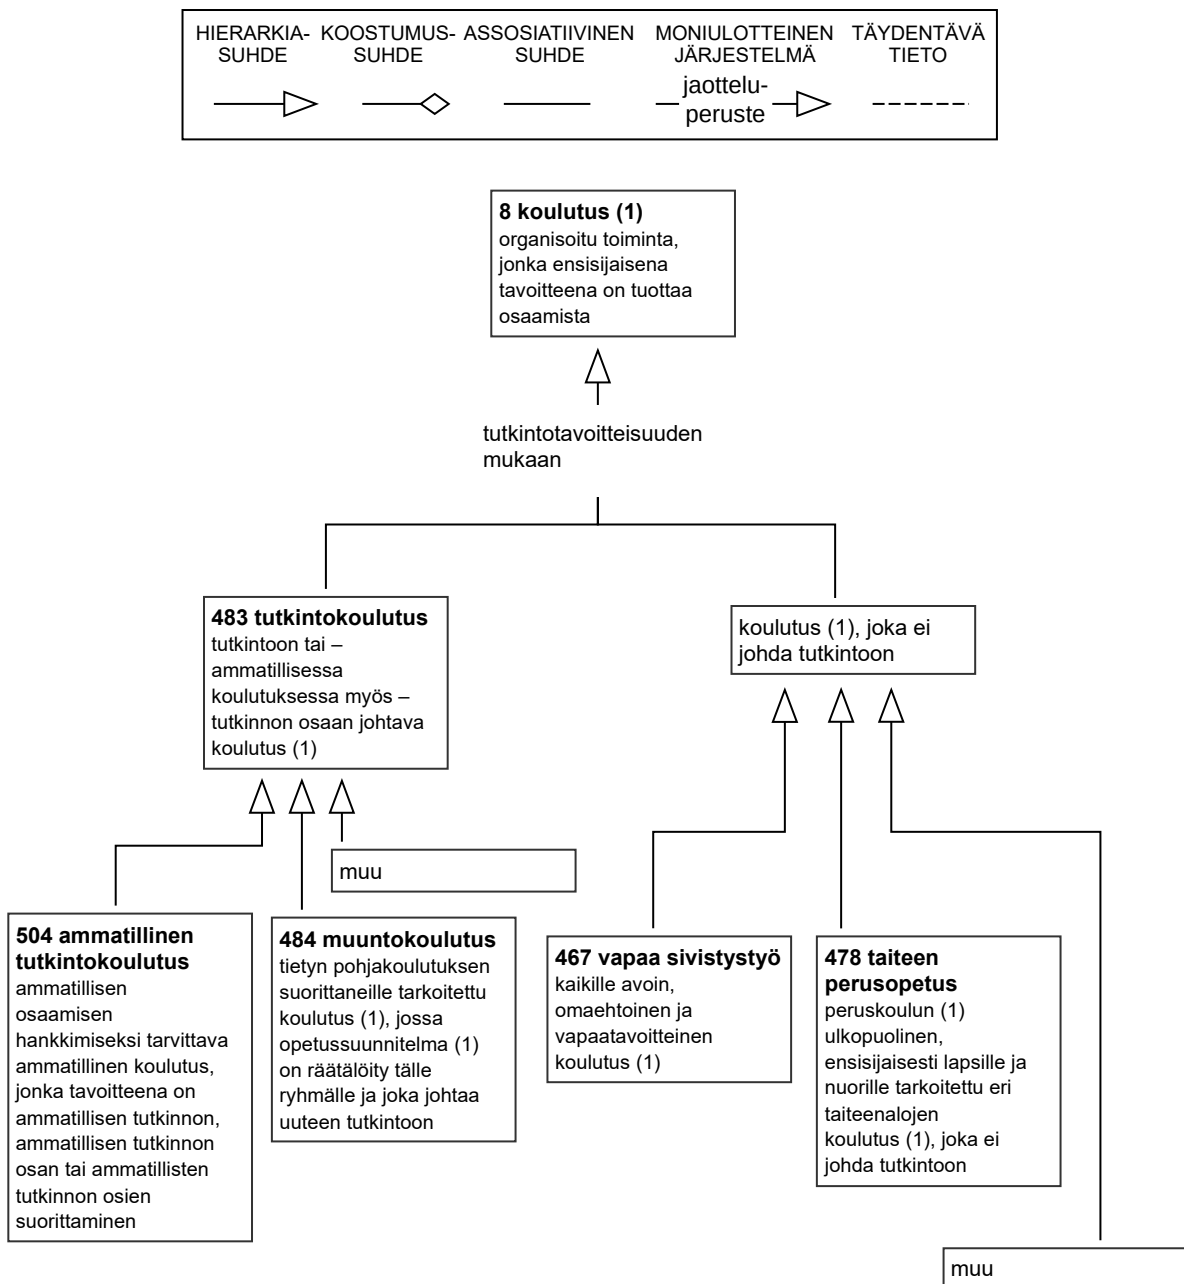 HIERARKIA-
SUHDE
KOOSTUMUS-
SUHDE
ASSOSIATIIVINEN
SUHDE
MONIULOTTEINEN
JÄRJESTELMÄ
TÄYDENTÄVÄ
TIETO
jaottelu-
peruste
8 koulutus (1)
organisoitu toiminta,
jonka ensisijaisena
tavoitteena on tuottaa
osaamista
tutkintotavoitteisuuden
mukaan
483 tutkintokoulutus
tutkintoon tai –
ammatillisessa
koulutuksessa myös –
tutkinnon osaan johtava
koulutus (1)
koulutus (1), joka ei
johda tutkintoon
muu
504 ammatillinen
tutkintokoulutus
ammatillisen
osaamisen
hankkimiseksi tarvittava
ammatillinen koulutus,
jonka tavoitteena on
ammatillisen tutkinnon,
ammatillisen tutkinnon
osan tai ammatillisten
tutkinnon osien
suorittaminen
484 muuntokoulutus
tietyn pohjakoulutuksen
suorittaneille tarkoitettu
koulutus (1), jossa
opetussuunnitelma (1)
on räätälöity tälle
ryhmälle ja joka johtaa
uuteen tutkintoon
467 vapaa sivistystyö
kaikille avoin,
omaehtoinen ja
vapaatavoitteinen
koulutus (1)
478 taiteen
perusopetus
peruskoulun (1)
ulkopuolinen,
ensisijaisesti lapsille ja
nuorille tarkoitettu eri
taiteenalojen
koulutus (1), joka ei
johda tutkintoon
muu